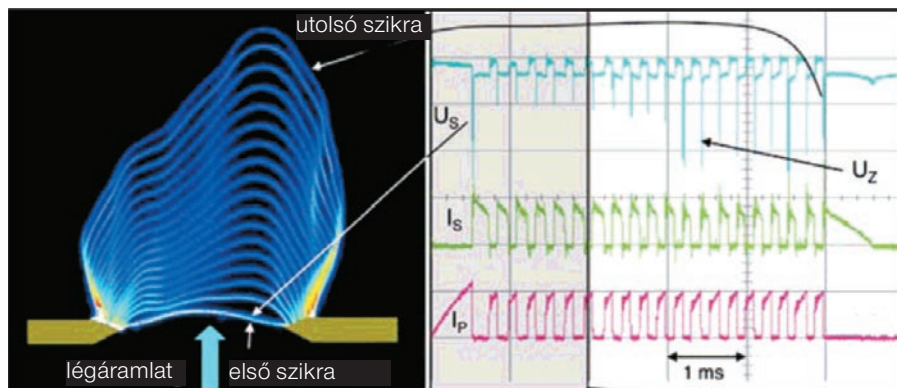 utolsó szikra
légáramlat
első szikra
U_S
U_Z
I_S
I_P
1 ms